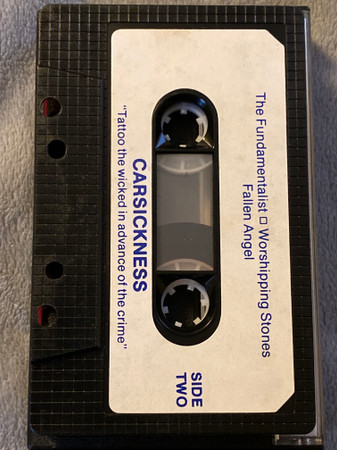 The Fundamentalist □ Worshipping Stones
Fallen Angel
SIDE
TWO
CARSICKNESS
"Tattoo the wicked in advance of the crime"